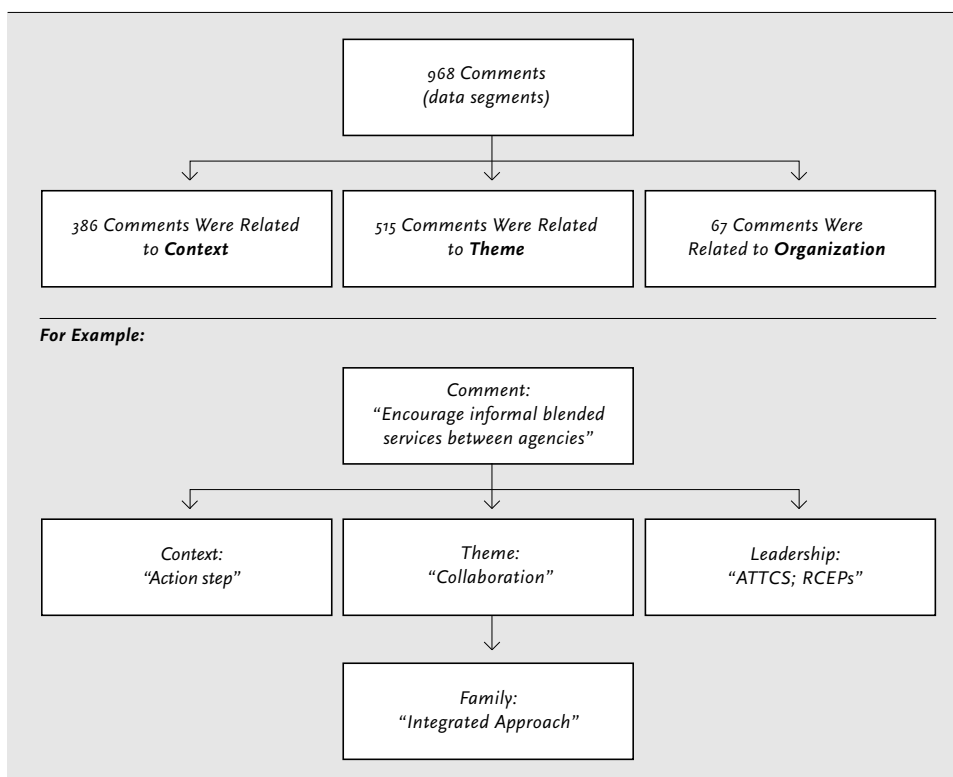 968 Comments
(data segments)
386 Comments Were Related
to Context
515 Comments Were Related
to Theme
67 Comments Were
Related to Organization
For Example:
Comment:
“Encourage informal blended
services between agencies”
Context:
“Action step”
Theme:
“Collaboration”
Leadership:
“ATTCS; RCEPs”
Family:
“Integrated Approach”